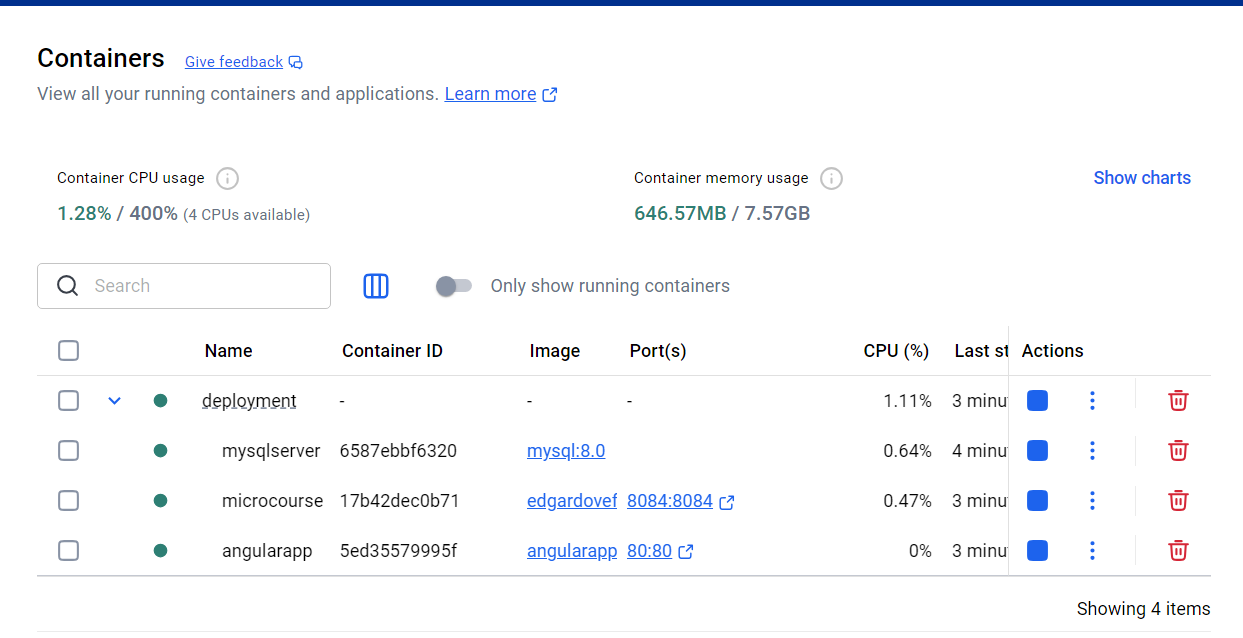 Containers Give feedback
View all your running containers and applications. Learn more
Container CPU usage Container memory usage Show charts
1.28% / 400% (4 CPUs available) 646.57MB / 7.57GB
Search Only show running containers
Name Container ID Image Port(s) CPU (%) Last st Actions
deployment - - - 1.11% 3 minu
mysqlserver 6587ebbf6320 mysql:8.0 0.64% 4 minu
microcourse 17b42dec0b71 edgardovef 8084:8084 0.47% 3 minu
angularapp 5ed35579995f angularapp 80:80 0% 3 minu
Showing 4 items